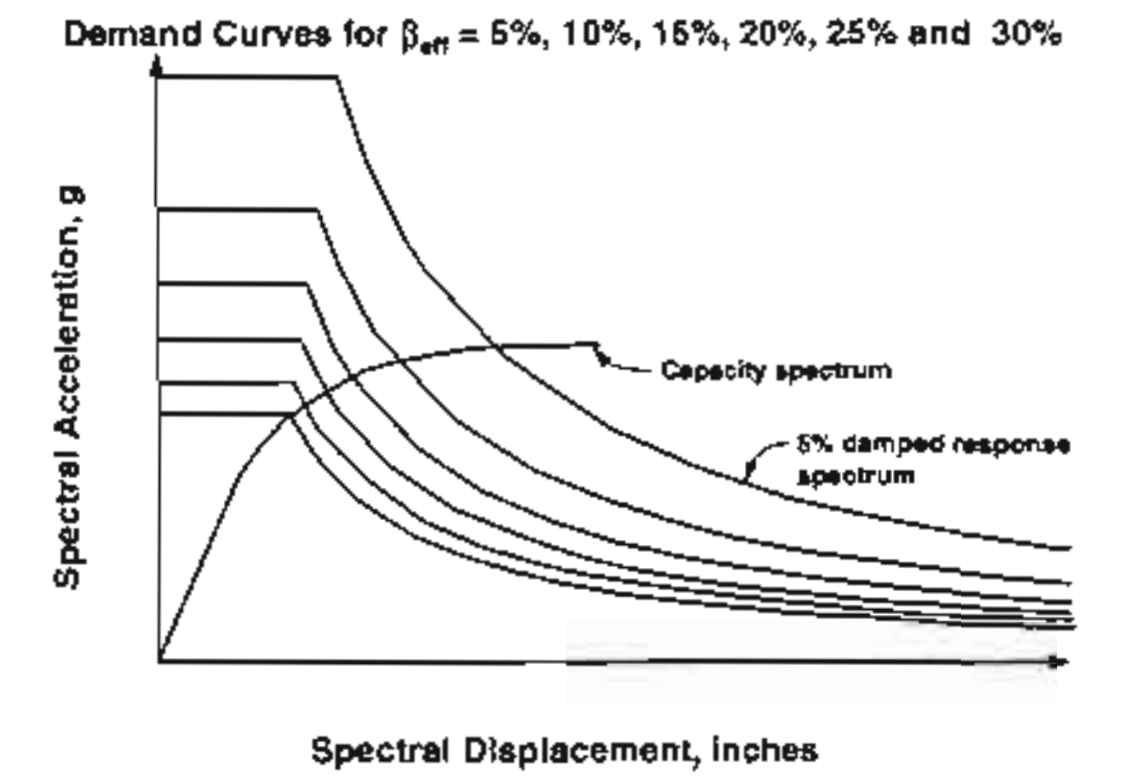 Demand Curves for βeff = 5%, 10%, 15%, 20%, 25% and 30%
Spectral Acceleration, g
Capacity spectrum
5% damped response
spectrum
Spectral Displacement, inches